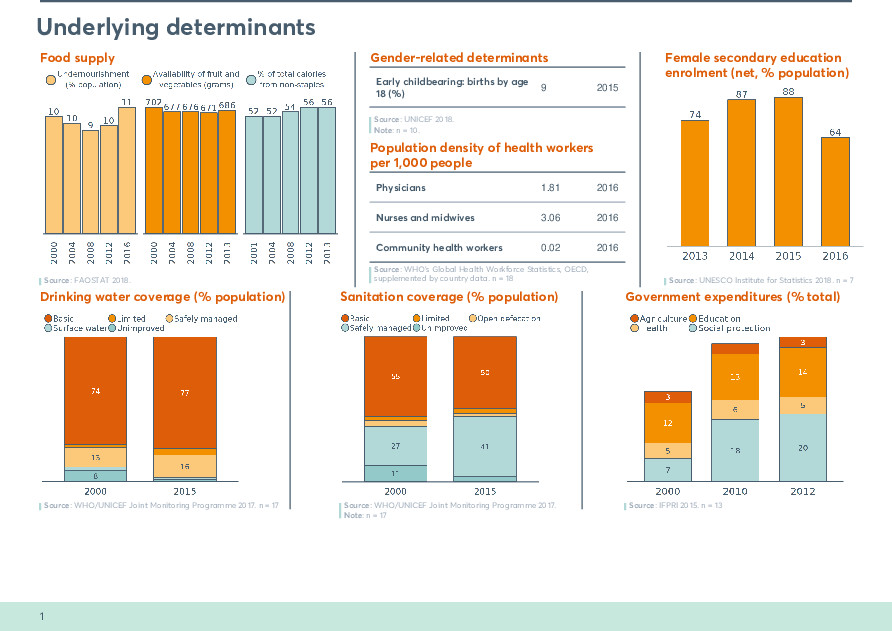 Underlying determinants
Food supply
Undernourishment
(% population)
Availability of fruit and
vegetables (grams)
% of total calories
from non-staples
10 10 9 10 11
702 677 676 671 686
52 52 54 56 56
2000 2004 2008 2012 2016
2000 2004 2008 2012 2013
2001 2004 2008 2012 2013
Source: FAOSTAT 2018.
Gender-related determinants
Early childbearing: births by age
18 (%) 9 2015
Source: UNICEF 2018.
Note: n = 10.
Population density of health workers
per 1,000 people
Physicians 1.81 2016
Nurses and midwives 3.06 2016
Community health workers 0.02 2016
Source: WHO's Global Health Workforce Statistics, OECD,
supplemented by country data. n = 18
Female secondary education
enrolment (net, % population)
74 87 88 64
2013 2014 2015 2016
Source: UNESCO Institute for Statistics 2018. n = 7
Drinking water coverage (% population)
Basic Limited Safely managed
Surface water Unimproved
74 77
16
8
2000 2015
Source: WHO/UNICEF Joint Monitoring Programme 2017. n = 17
Sanitation coverage (% population)
Basic Limited Open defecation
Safely managed Unimproved
55 50
27 41
11
2000 2015
Source: WHO/UNICEF Joint Monitoring Programme 2017.
Note: n = 17
Government expenditures (% total)
Agriculture Education
Health Social protection
3 3
12 13 14
5 6 5
7 18 20
2000 2010 2012
Source: IFPRI 2015. n = 13
1